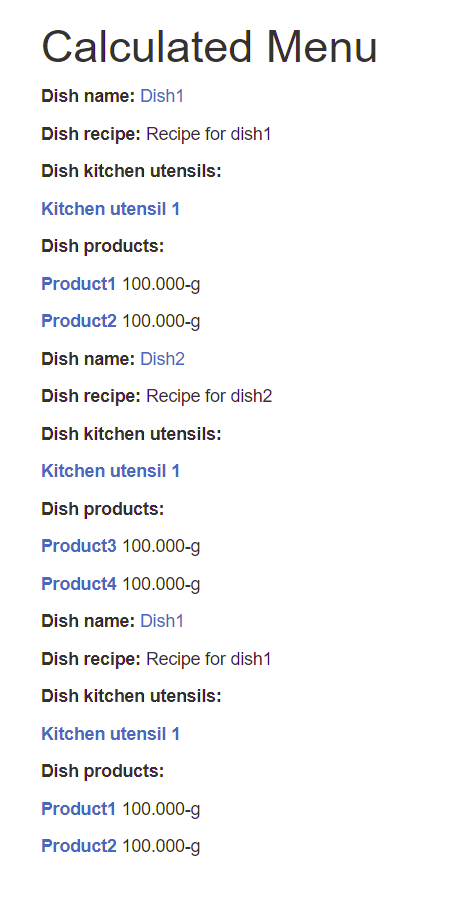 Calculated Menu
Dish name: Dish1
Dish recipe: Recipe for dish1
Dish kitchen utensils:
Kitchen utensil 1
Dish products:
Product1 100.000-g
Product2 100.000-g
Dish name: Dish2
Dish recipe: Recipe for dish2
Dish kitchen utensils:
Kitchen utensil 1
Dish products:
Product3 100.000-g
Product4 100.000-g
Dish name: Dish1
Dish recipe: Recipe for dish1
Dish kitchen utensils:
Kitchen utensil 1
Dish products:
Product1 100.000-g
Product2 100.000-g